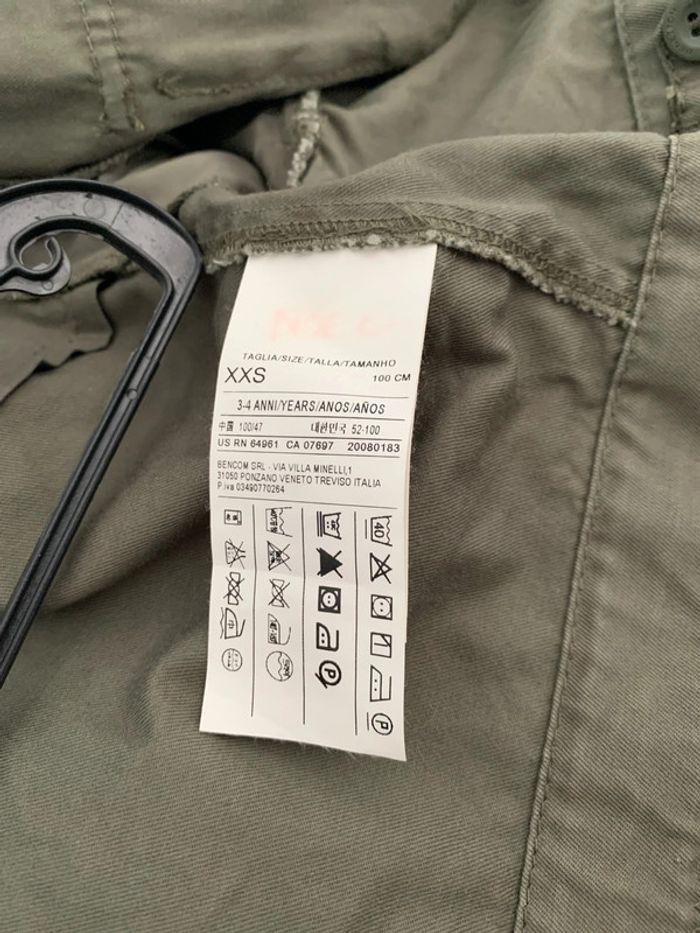 TAGLIA/SIZE/TALLA/TAMANHO
XXS 100 CM
3-4 ANNI/YEARS/ANOS/AÑOS
中国 100/47 대한민국 52-100
US RN 64961 CA 07697 20080183
BENCOM SRL - VIA VILLA MINELLI,1
31050 PONZANO VENETO TREVISO ITALIA
P.iva 03490770264
40
P
P